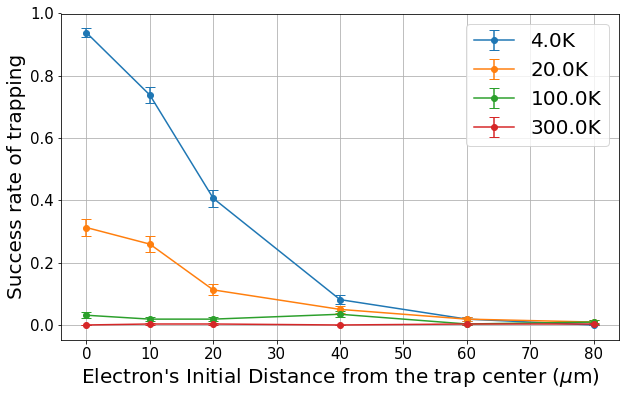 Success rate of trapping
1.0
0.8
0.6
0.4
0.2
0.0
4.0K
20.0K
100.0K
300.0K
0 10 20 30 40 50 60 70 80
Electron's Initial Distance from the trap center (μm)